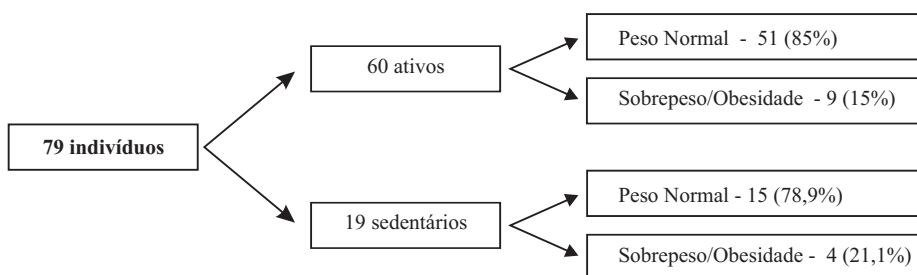 Peso Normal - 51 (85%)
60 ativos
Sobrepeso/Obesidade - 9 (15%)
79 indivíduos
Peso Normal - 15 (78,9%)
19 sedentários
Sobrepeso/Obesidade - 4 (21,1%)